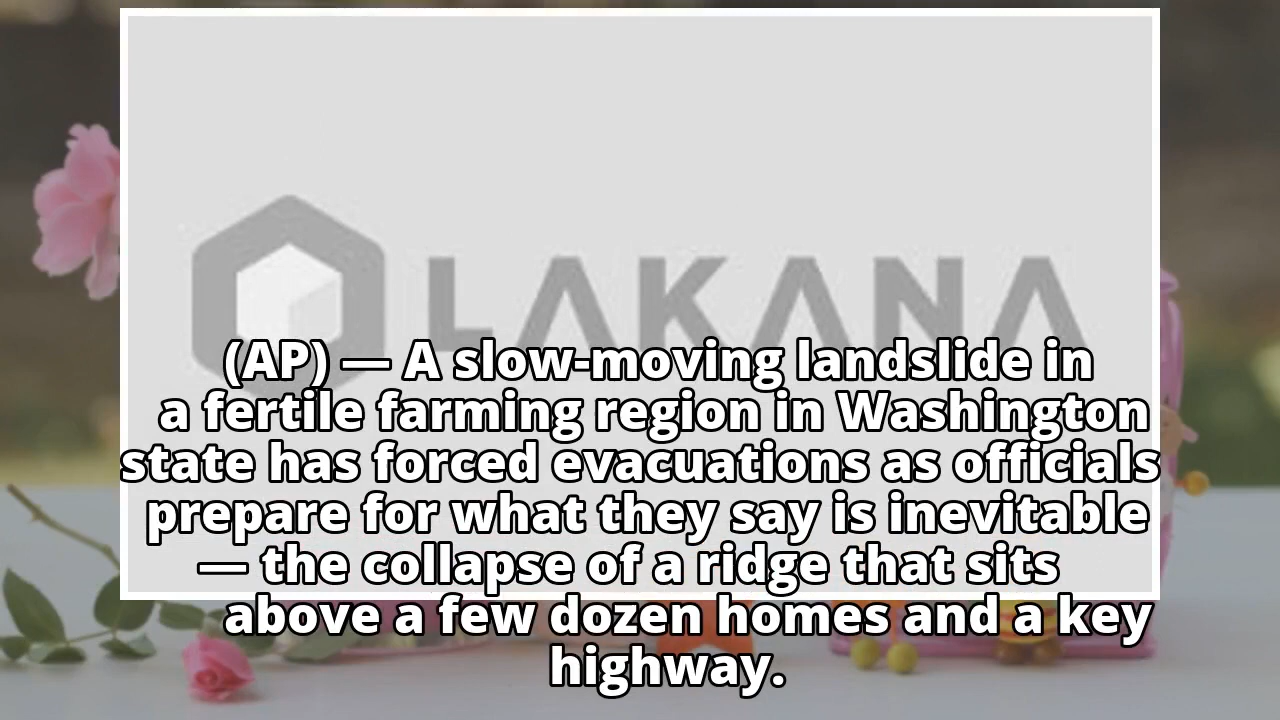 LAKANA
(AP) — A slow-moving landslide in
a fertile farming region in Washington
state has forced evacuations as officials
prepare for what they say is inevitable
— the collapse of a ridge that sits
above a few dozen homes and a key
highway.